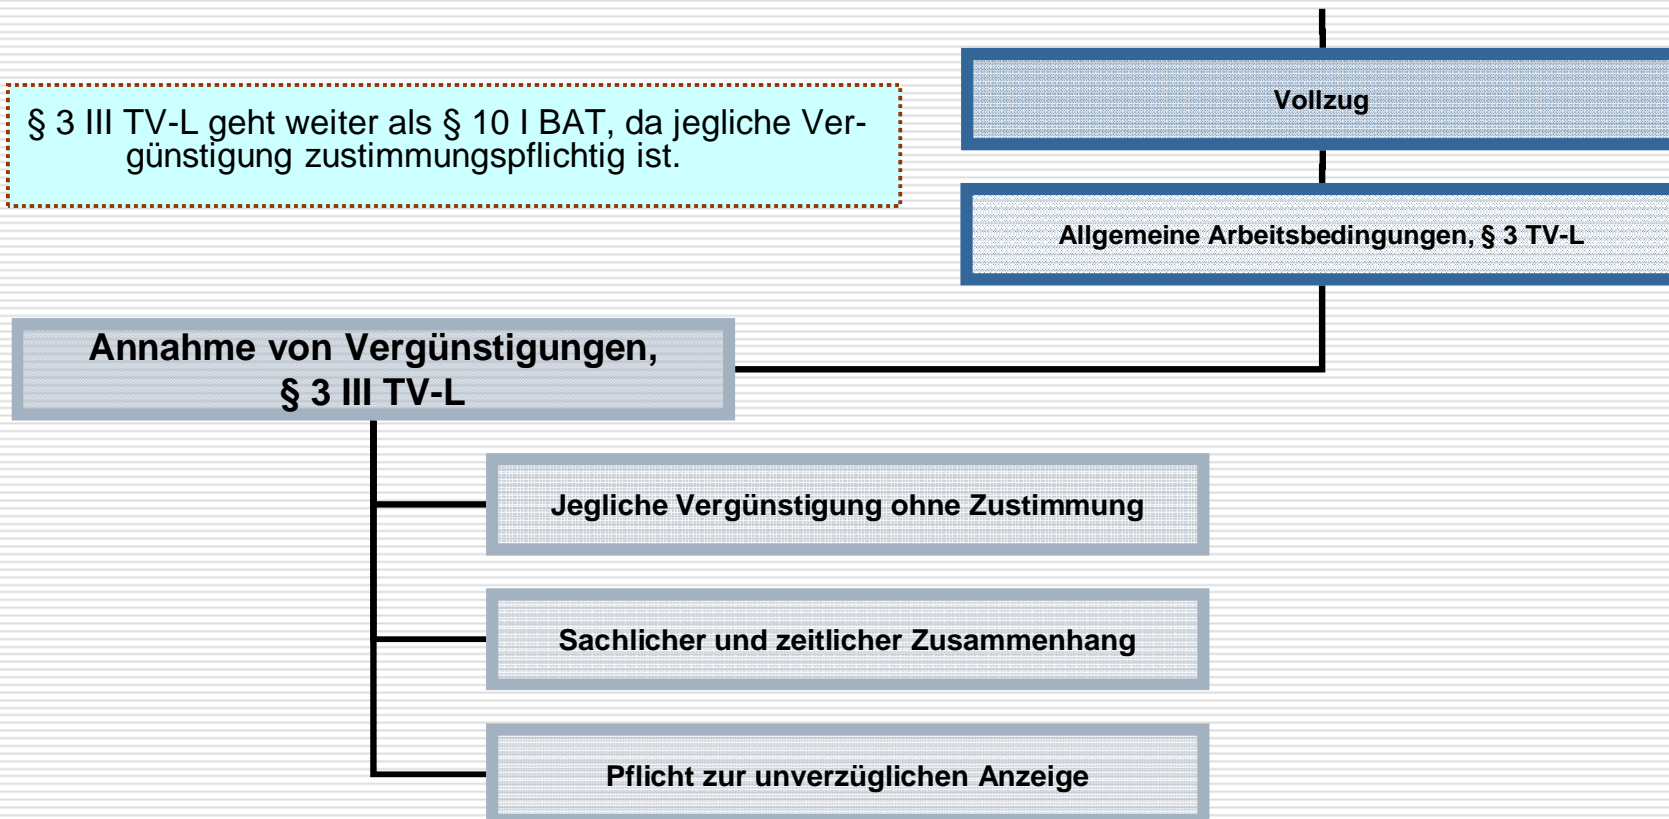 § 3 III TV-L geht weiter als § 10 I BAT, da jegliche Ver-
günstigung zustimmungspflichtig ist.
Vollzug
Allgemeine Arbeitsbedingungen, § 3 TV-L
Annahme von Vergünstigungen,
§ 3 III TV-L
Jegliche Vergünstigung ohne Zustimmung
Sachlicher und zeitlicher Zusammenhang
Pflicht zur unverzüglichen Anzeige